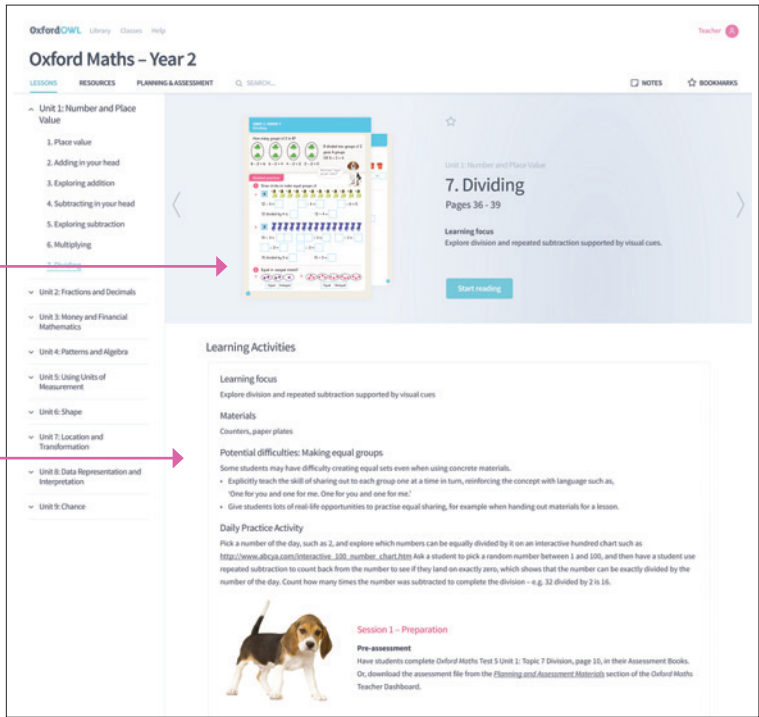 OxfordOWL Library Classes Help
Teacher
Oxford Maths – Year 2
LESSONS RESOURCES PLANNING & ASSESSMENT SEARCH... NOTES BOOKMARKS
Unit 1: Number and Place
Value
1. Place value
2. Adding in your head
3. Exploring addition
4. Subtracting in your head
5. Exploring subtraction
6. Multiplying
7. Dividing
Unit 2: Fractions and Decimals
Unit 3: Money and Financial
Mathematics
Unit 4: Patterns and Algebra
Unit 5: Using Units of
Measurement
Unit 6: Shape
Unit 7: Location and
Transformation
Unit 8: Data Representation and
Interpretation
Unit 9: Chance
Unit 1: Number and Place Value
7. Dividing
Pages 36 - 39
Learning focus
Explore division and repeated subtraction supported by visual cues.
Start reading
Learning Activities
Learning focus
Explore division and repeated subtraction supported by visual cues
Materials
Counters, paper plates
Potential difficulties: Making equal groups
Some students may have difficulty creating equal sets even when using concrete materials.
• Explicitly teach the skill of sharing out to each group one at a time in turn, reinforcing the concept with language such as,
'One for you and one for me. One for you and one for me.'
• Give students lots of real-life opportunities to practise equal sharing, for example when handing out materials for a lesson.
Daily Practice Activity
Pick a number of the day, such as 2, and explore which numbers can be equally divided by it on an interactive hundred chart such as
http://www.abcya.com/interactive_100_number_chart.htm Ask a student to pick a random number between 1 and 100, and then have a student use
repeated subtraction to count back from the number to see if they land on exactly zero, which shows that the number can be exactly divided by the
number of the day. Count how many times the number was subtracted to complete the division – e.g. 32 divided by 2 is 16.
Session 1 – Preparation
Pre-assessment
Have students complete Oxford Maths Test 5 Unit 1: Topic 7 Division, page 10, in their Assessment Books.
Or, download the assessment file from the Planning and Assessment Materials section of the Oxford Maths
Teacher Dashboard.